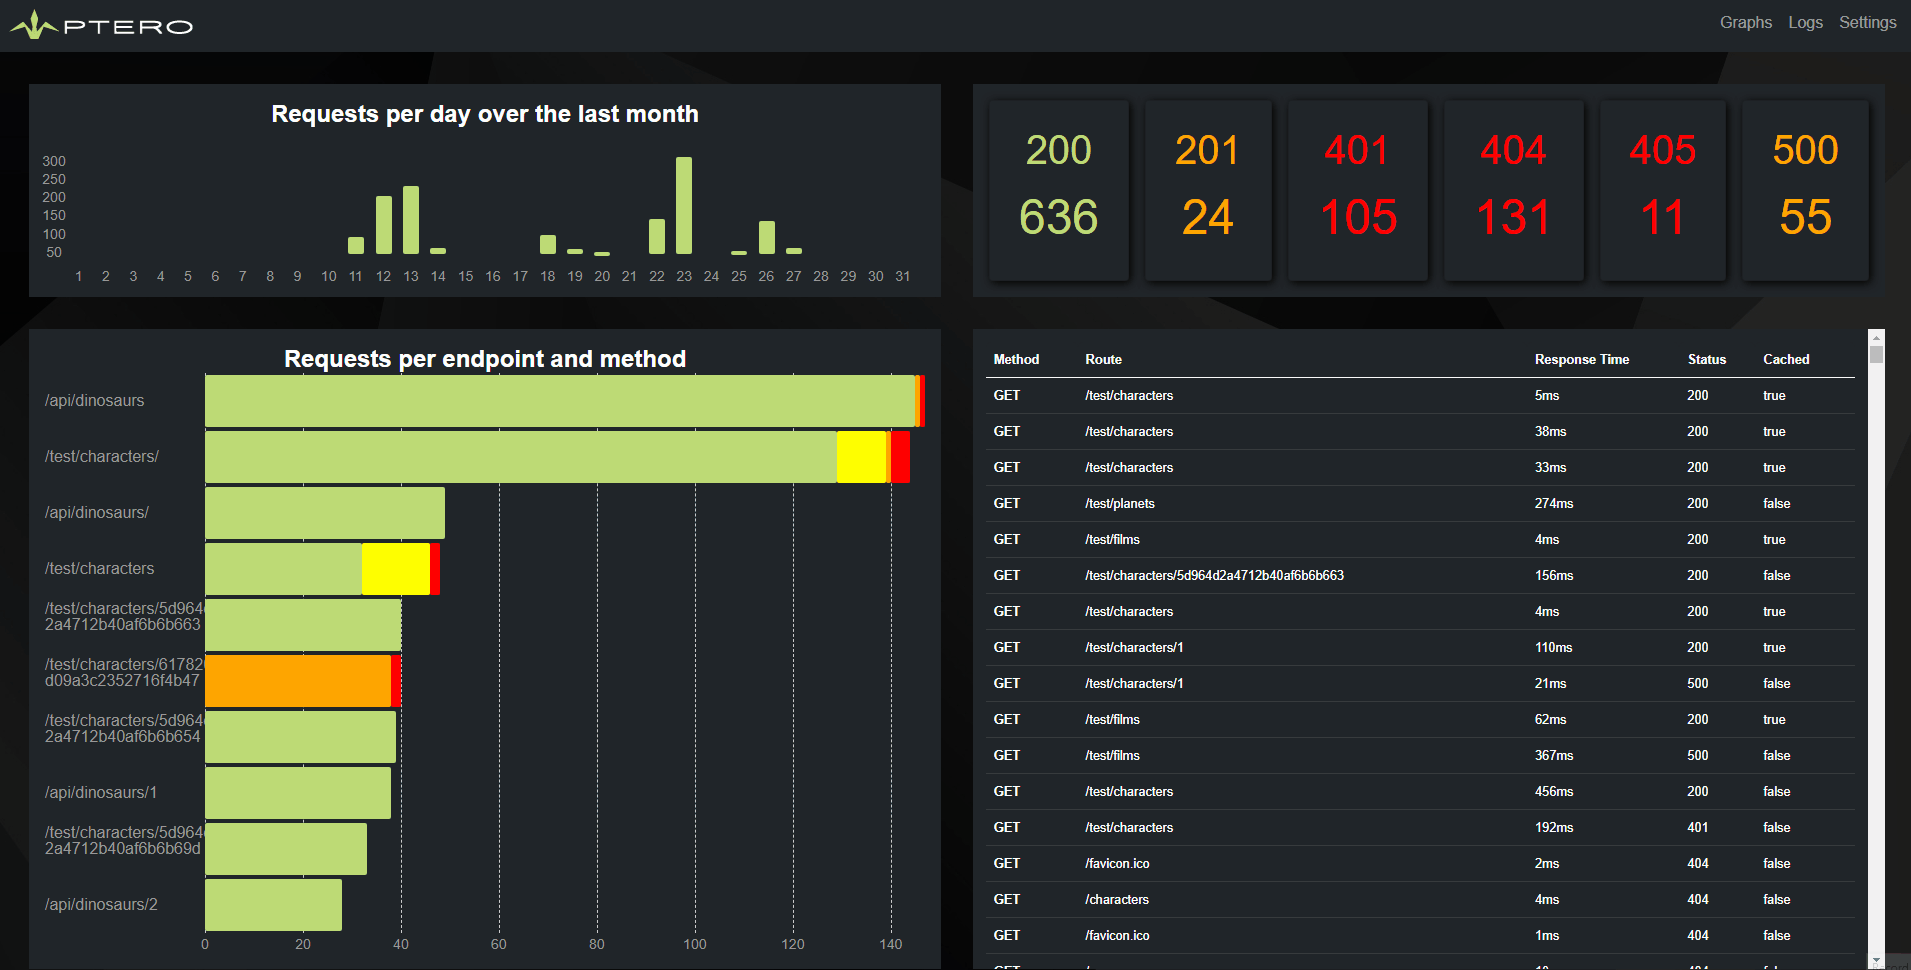 PTERO
Graphs Logs Settings
Requests per day over the last month
300
250
200
150
100
50
1 2 3 4 5 6 7 8 9 10 11 12 13 14 15 16 17 18 19 20 21 22 23 24 25 26 27 28 29 30 31
200 201 401 404 405 500
636 24 105 131 11 55
Requests per endpoint and method
/api/dinosaurs
/test/characters/
/api/dinosaurs/
/test/characters
/test/characters/5d964
2a4712b40af6b6b663
/test/characters/61782
d09a3c2352716f4b47
/test/characters/5d964
2a4712b40af6b6b654
/api/dinosaurs/1
/test/characters/5d964
2a4712b40af6b6b69d
/api/dinosaurs/2
0 20 40 60 80 100 120 140
Method Route Response Time Status Cached
GET /test/characters 5ms 200 true
GET /test/characters 38ms 200 true
GET /test/characters 33ms 200 true
GET /test/planets 274ms 200 false
GET /test/films 4ms 200 true
GET /test/characters/5d964d2a4712b40af6b6b663 156ms 200 false
GET /test/characters 4ms 200 true
GET /test/characters/1 110ms 200 true
GET /test/characters/1 21ms 500 false
GET /test/films 62ms 200 true
GET /test/films 367ms 500 false
GET /test/characters 456ms 200 false
GET /test/characters 192ms 401 false
GET /favicon.ico 2ms 404 false
GET /characters 4ms 404 false
GET /favicon.ico 1ms 404 false